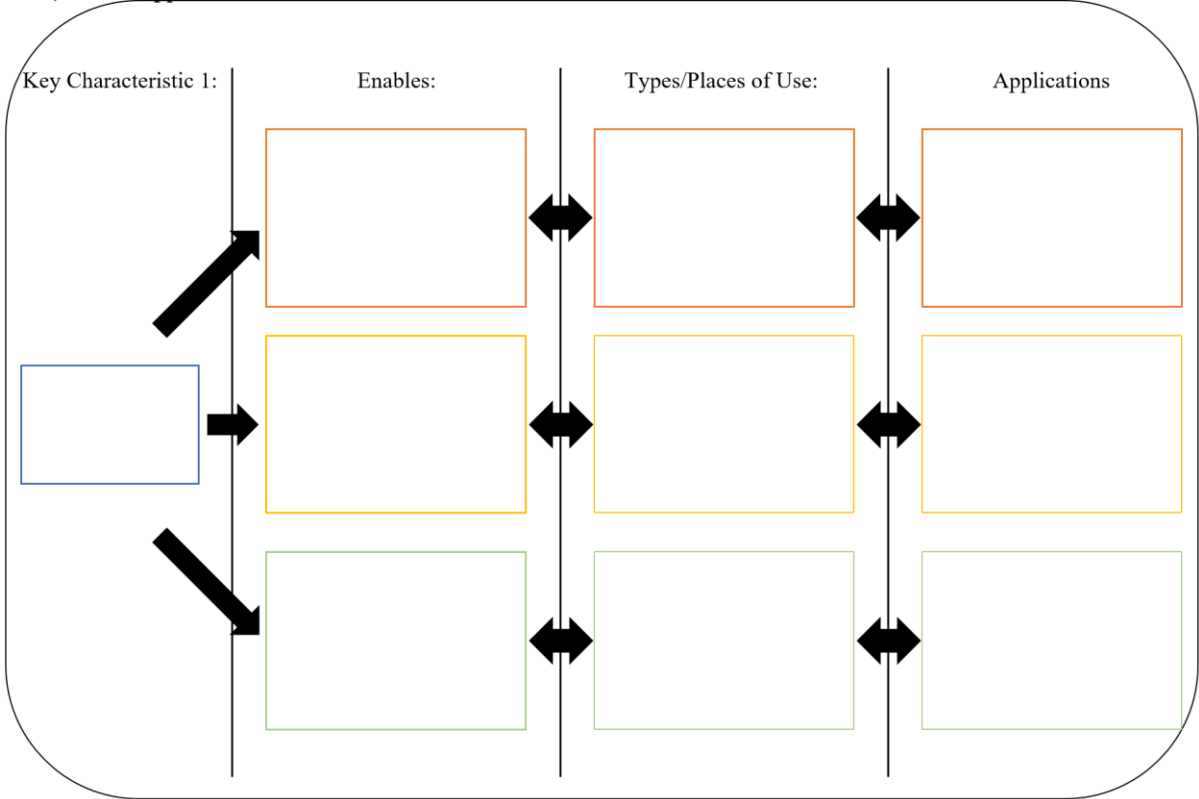 Key Characteristic 1:
Enables:
Types/Places of Use:
Applications